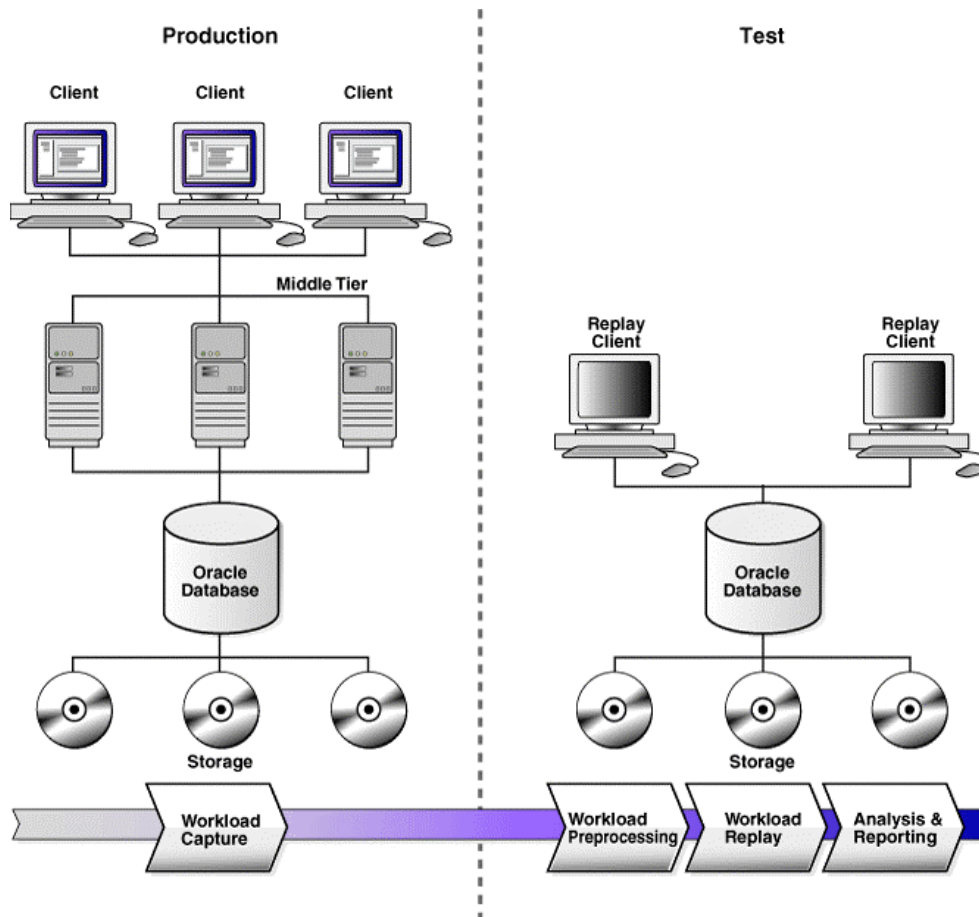 Production
Test
Client
Client
Client
Middle Tier
Replay
Client
Replay
Client
Oracle
Database
Oracle
Database
Storage
Storage
Workload
Capture
Workload
Preprocessing
Workload
Replay
Analysis &
Reporting